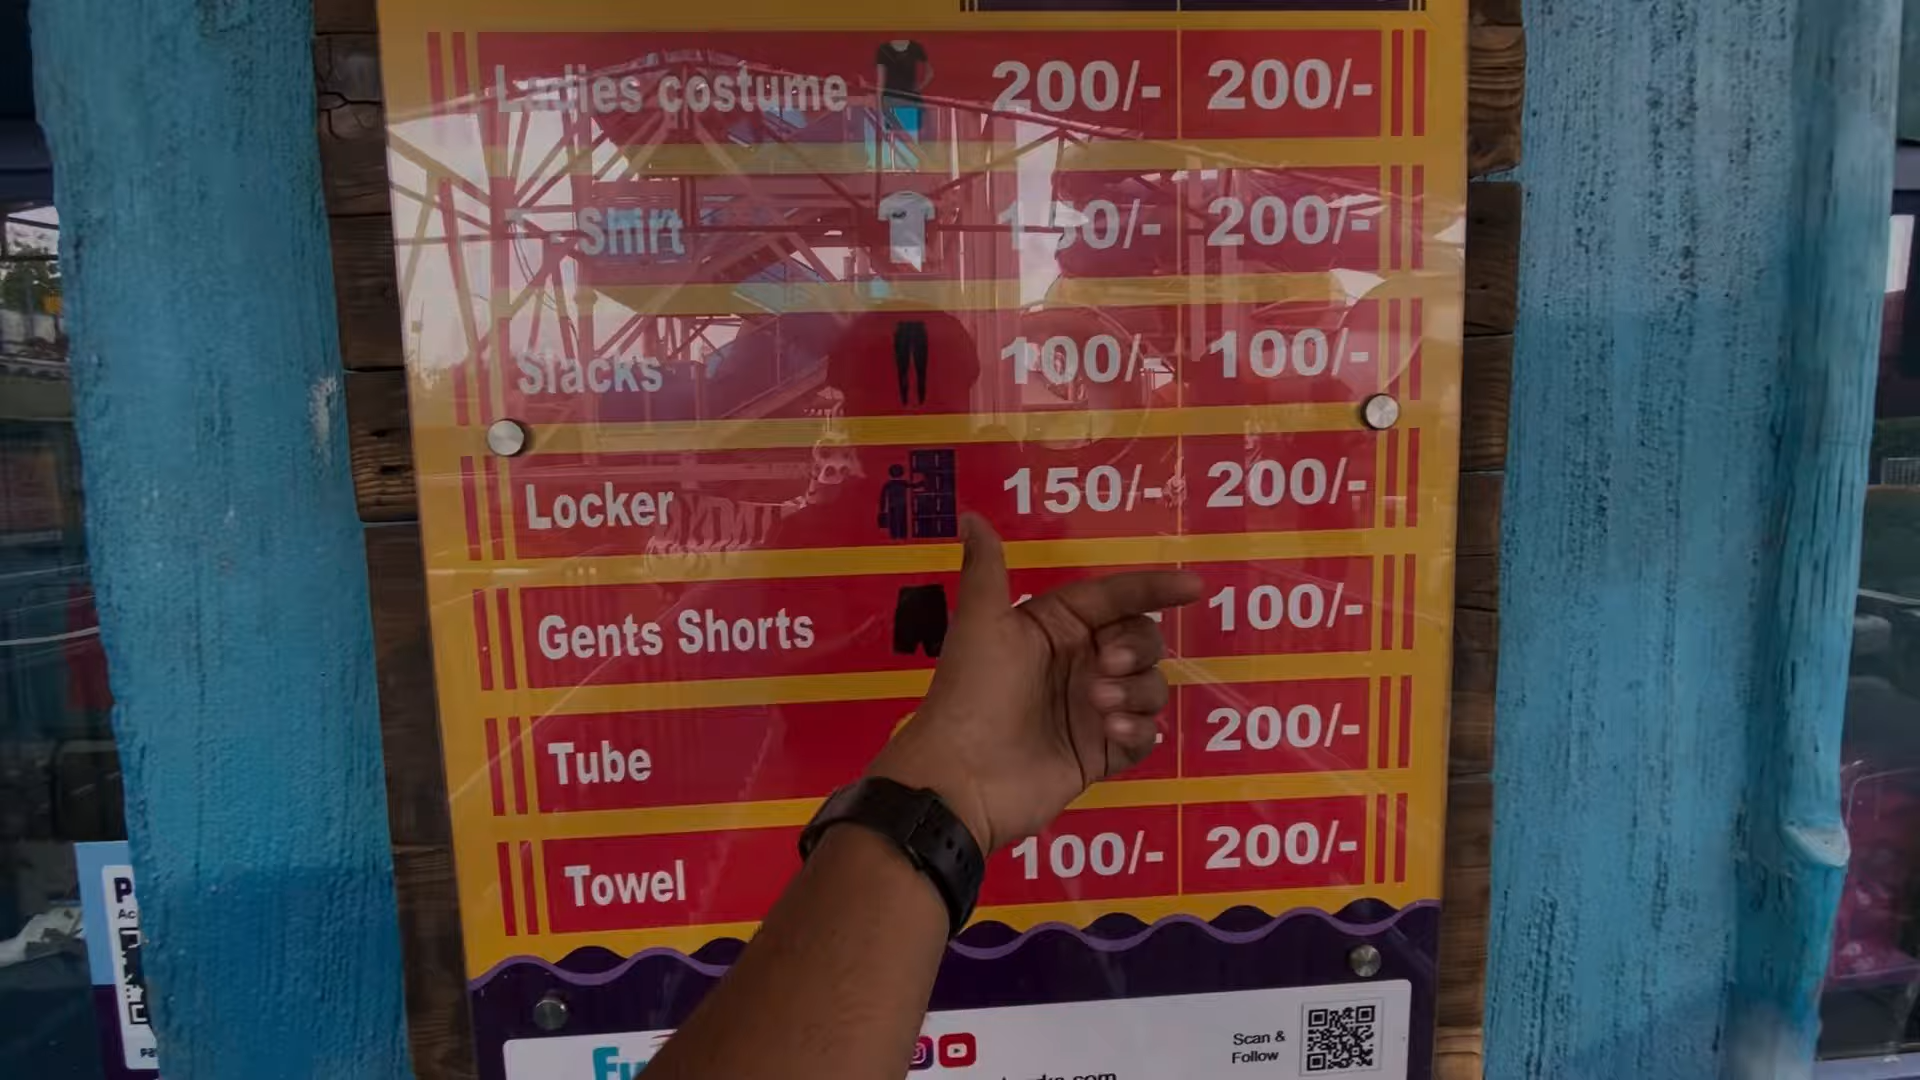 Ladies costume 200/- 200/-
T - Shirt 150/- 200/-
Slacks 100/- 100/-
Locker 150/- 200/-
Gents Shorts 100/-
Tube 200/-
Towel 100/- 200/-
Scan &
Follow